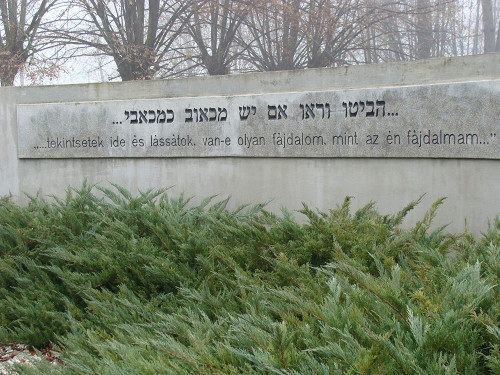 ...הביטו וראו אם יש מכאוב כמכאבי...
"....tekintsetek ide és lássátok, van-e olyan fájdalom, mint az én fájdalmam..."